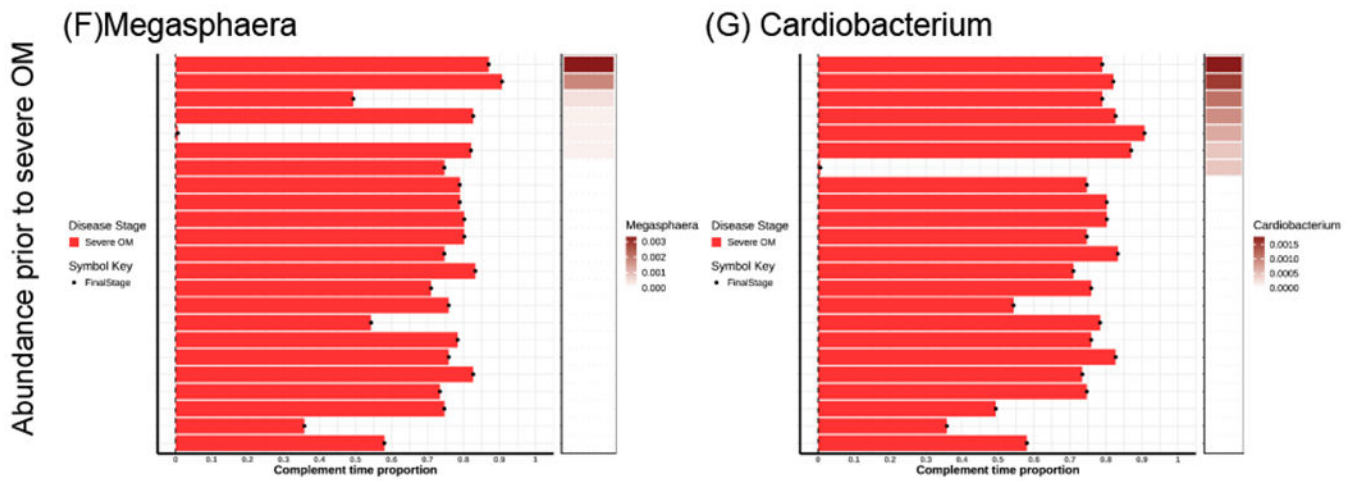 Abundance prior to severe OM
(F)Megasphaera
Disease Stage
Severe OM
Symbol Key
FinalStage
0 0.1 0.2 0.3 0.4 0.5 0.6 0.7 0.8 0.9 1
Complement time proportion
Megasphaera
0.003
0.002
0.001
0.000
(G) Cardiobacterium
Disease Stage
Severe OM
Symbol Key
FinalStage
0 0.1 0.2 0.3 0.4 0.5 0.6 0.7 0.8 0.9 1
Complement time proportion
Cardiobacterium
0.0015
0.0010
0.0005
0.0000